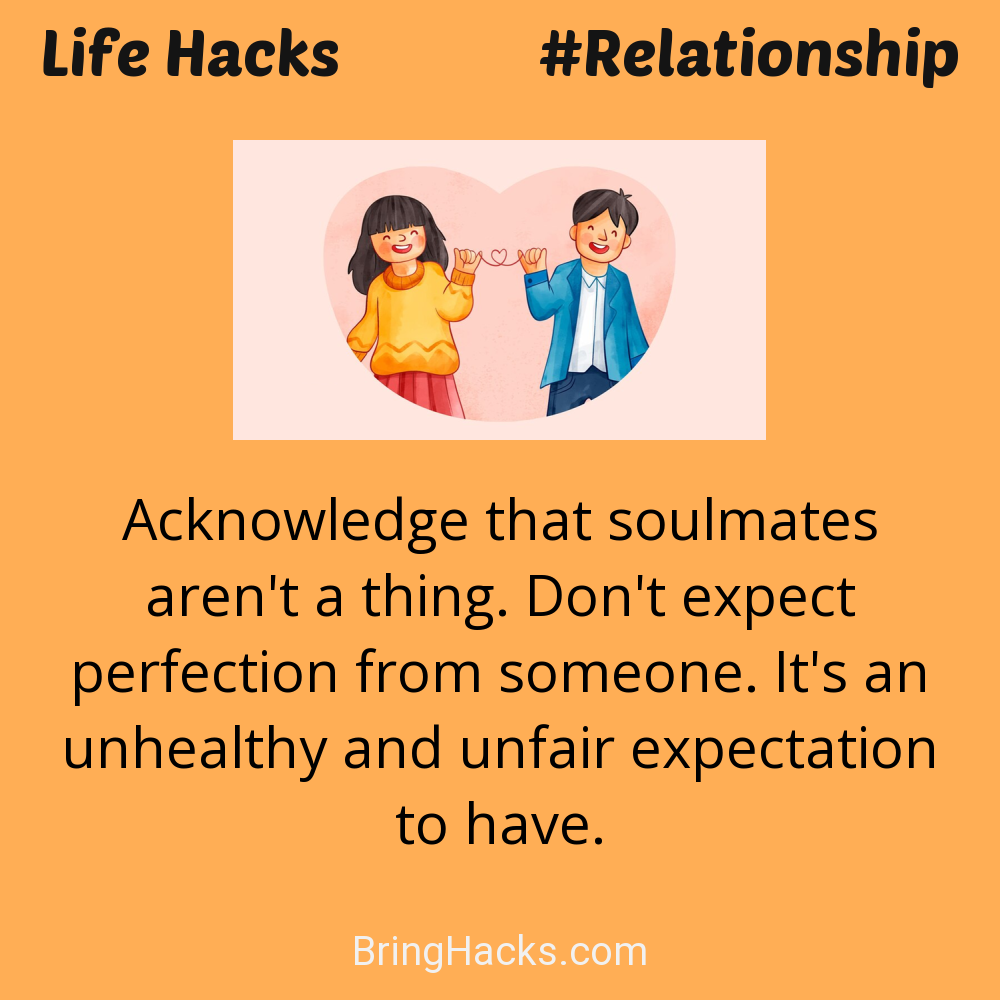 Life Hacks
#Relationship
Acknowledge that soulmates
aren't a thing. Don't expect
perfection from someone. It's an
unhealthy and unfair expectation
to have.
BringHacks.com